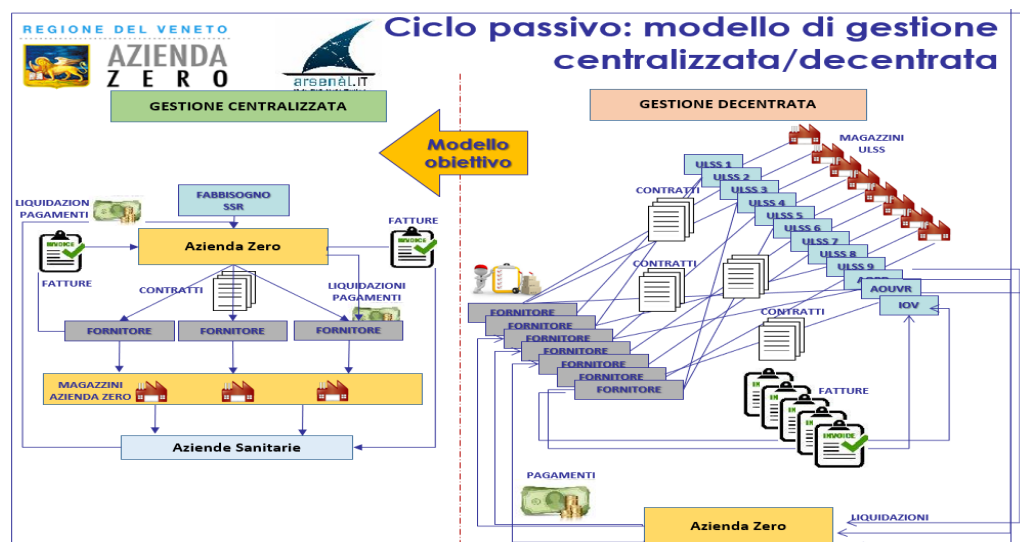 REGIONE DEL VENETO
AZIENDA
ZERO
arsenàl.IT
Ciclo passivo: modello di gestione
centralizzata/decentrata
GESTIONE CENTRALIZZATA
Modello
obiettivo
GESTIONE DECENTRATA
LIQUIDAZION
PAGAMENTI
FABBISOGNO
SSR
FATTURE
INVOICE
Azienda Zero
INVOICE
FATTURE
CONTRATTI
LIQUIDAZIONI
PAGAMENTI
FORNITORE
FORNITORE
FORNITORE
MAGAZZINI
AZIENDA ZERO
Aziende Sanitarie
MAGAZZINI
ULSS
ULSS 1
ULSS 2
ULSS 3
ULSS 4
ULSS 5
ULSS 6
ULSS 7
ULSS 8
ULSS 9
AOUVR
IOV
CONTRATTI
CONTRATTI
CONTRATTI
FORNITORE
FORNITORE
FORNITORE
FORNITORE
FORNITORE
FORNITORE
FORNITORE
FATTURE
INVOICE
PAGAMENTI
Azienda Zero
LIQUIDAZIONI